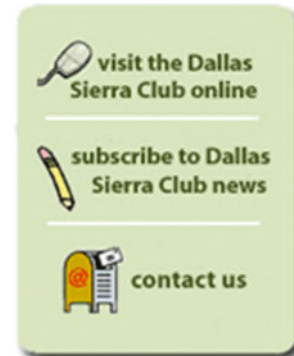 visit the Dallas
Sierra Club online
subscribe to Dallas
Sierra Club news
@
contact us